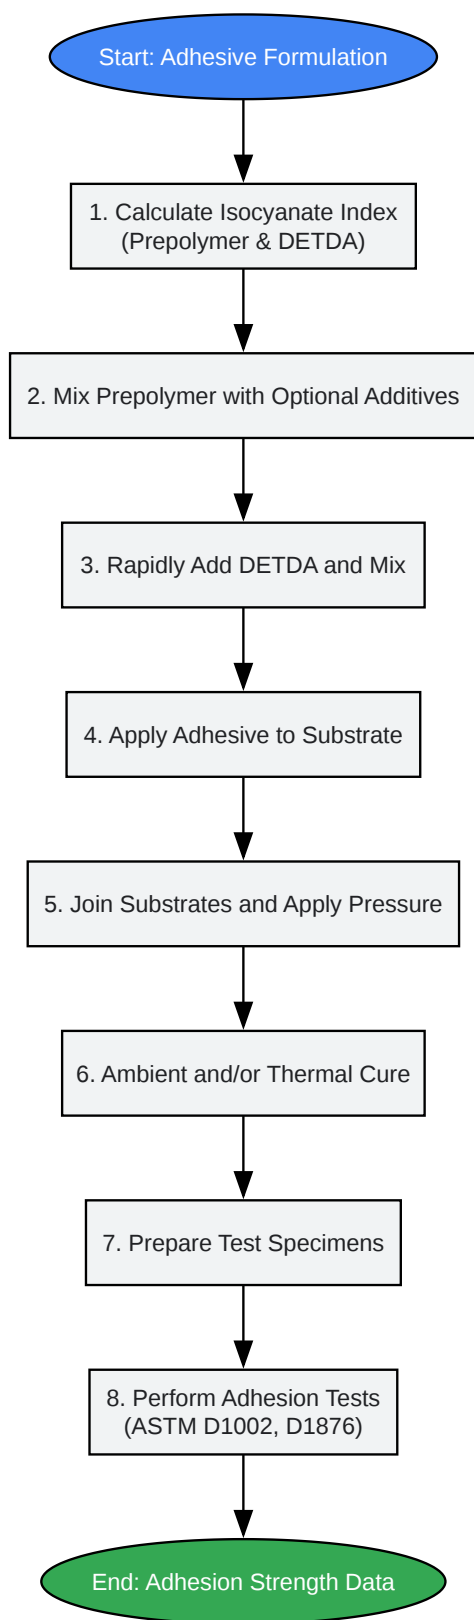 Start: Adhesive Formulation
1. Calculate Isocyanate Index
(Prepolymer & DETDA)
2. Mix Prepolymer with Optional Additives
3. Rapidly Add DETDA and Mix
4. Apply Adhesive to Substrate
5. Join Substrates and Apply Pressure
6. Ambient and/or Thermal Cure
7. Prepare Test Specimens
8. Perform Adhesion Tests
(ASTM D1002, D1876)
End: Adhesion Strength Data